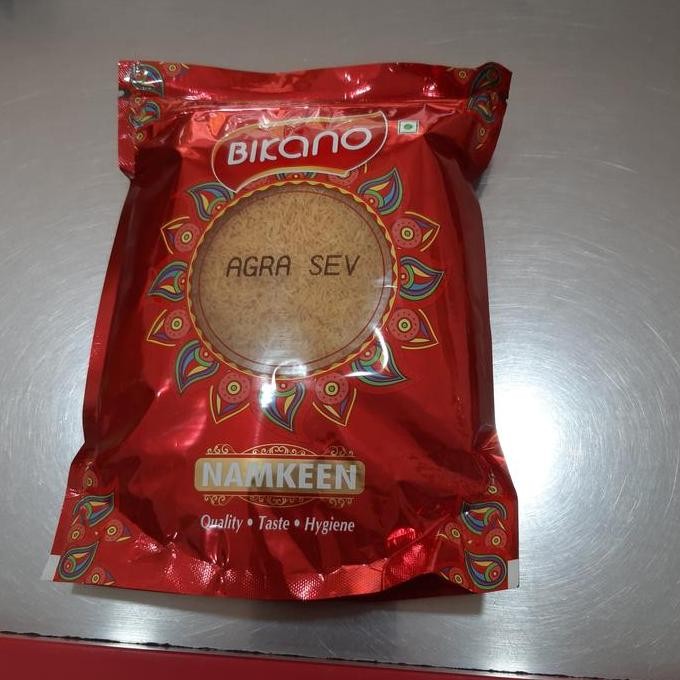 BIKANO
AGRA SEV
NAMKEEN
Quality • Taste • Hygiene